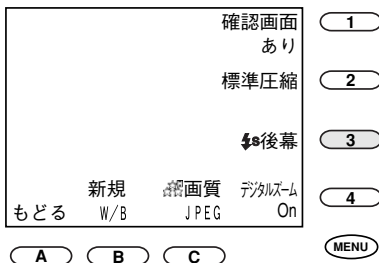 確認画面
あり
1
標準圧縮
2
s後幕
3
新規 画質 デジタルズーム
もどる W/B JPEG On
4
A B C
MENU